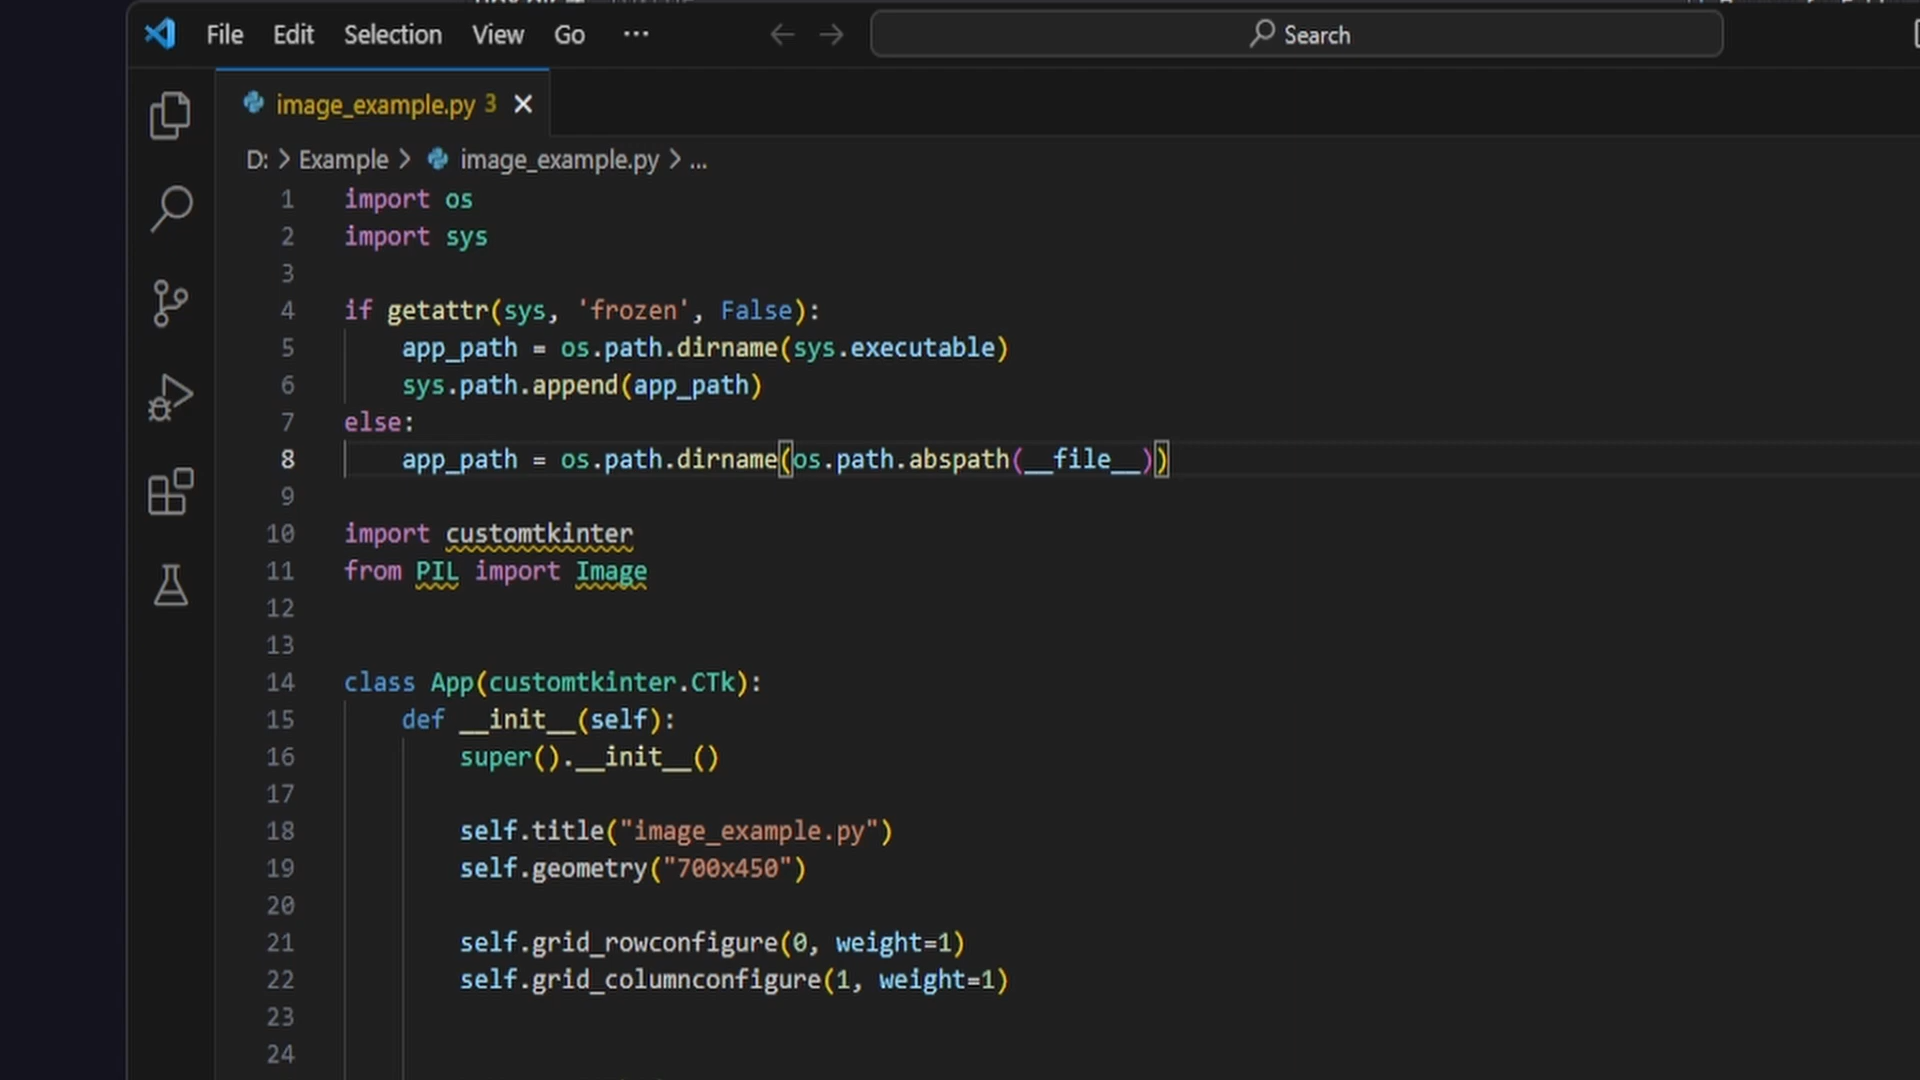 File Edit Selection View Go ··· Search
image_example.py 3
D: > Example > image_example.py > ...
1 import os
2 import sys
3
4 if getattr(sys, 'frozen', False):
5 app_path = os.path.dirname(sys.executable)
6 sys.path.append(app_path)
7 else:
8 app_path = os.path.dirname(os.path.abspath(__file__))
9
10 import customtkinter
11 from PIL import Image
12
13
14 class App(customtkinter.CTk):
15 def __init__(self):
16 super().__init__()
17
18 self.title("image_example.py")
19 self.geometry("700x450")
20
21 self.grid_rowconfigure(0, weight=1)
22 self.grid_columnconfigure(1, weight=1)
23
24